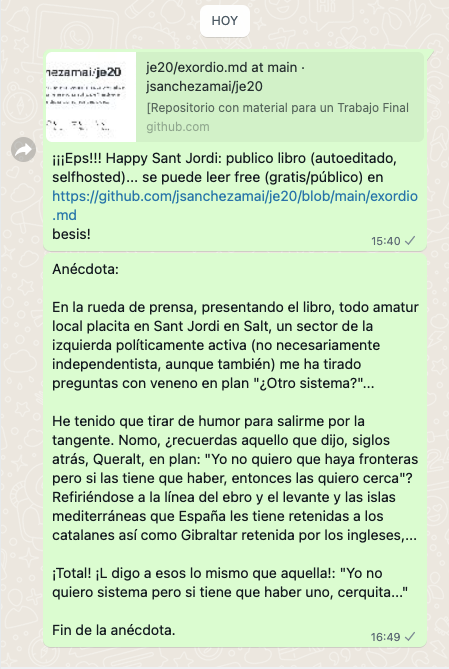 HOY
hezamai/je20
je20/exordio.md at main ·
jsanchezamai/je20
[Repositorio con material para un Trabajo Final
github.com
¡¡¡Eps!!! Happy Sant Jordi: publico libro (autoeditado,
selfhosted)... se puede leer free (gratis/público) en
https://github.com/jsanchezamai/je20/blob/main/exordio
.md
besis!
15:40
Anécdota:
En la rueda de prensa, presentando el libro, todo amatur
local placita en Sant Jordi en Salt, un sector de la
izquierda políticamente activa (no necesariamente
independentista, aunque también) me ha tirado
preguntas con veneno en plan "¿Otro sistema?"...
He tenido que tirar de humor para salirme por la
tangente. Nomo, ¿recuerdas aquello que dijo, siglos
atrás, Queralt, en plan: "Yo no quiero que haya fronteras
pero si las tiene que haber, entonces las quiero cerca"?
Refiriéndose a la línea del ebro y el levante y las islas
mediterráneas que España les tiene retenidas a los
catalanes así como Gibraltar retenida por los ingleses,...
¡Total! ¡L digo a esos lo mismo que aquella!: "Yo no
quiero sistema pero si tiene que haber uno, cerquita..."
Fin de la anécdota.
16:49